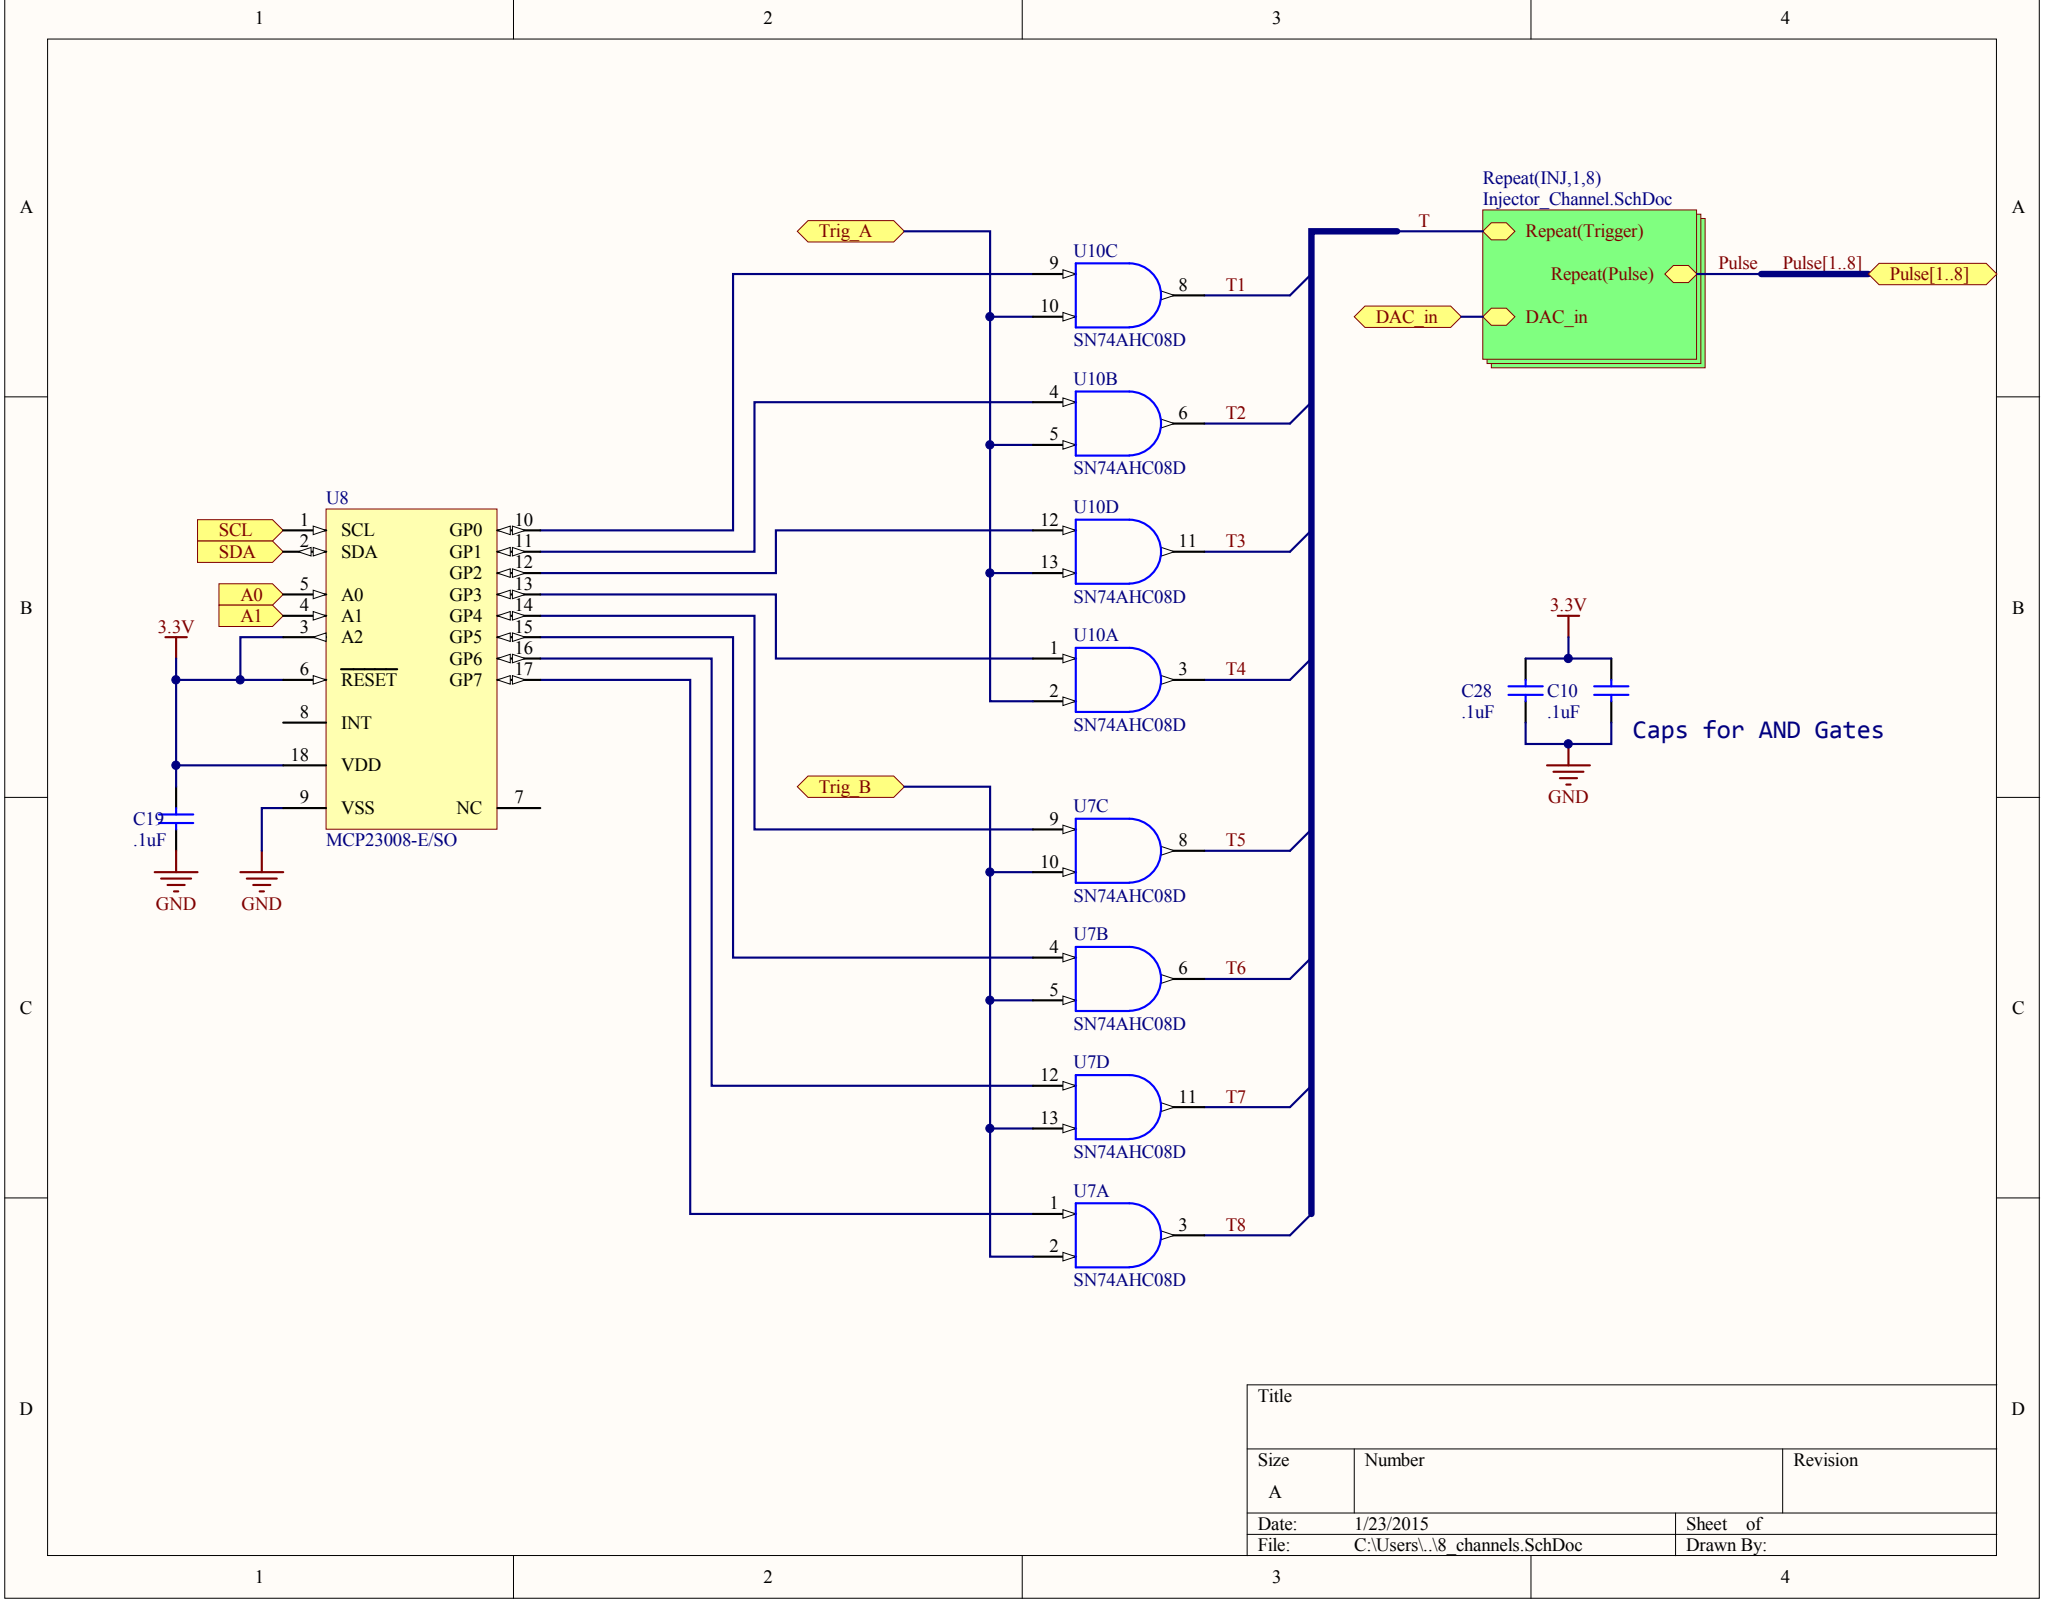 1 2 3 4
A A
B B
C C
D D
1 2 3 4
Repeat(INJ,1,8)
Injector_Channel.SchDoc
T
Repeat(Trigger)
Repeat(Pulse)
Pulse
Pulse[1..8]
Pulse[1..8]
DAC_in
DAC_in
Trig_A
U10C
9
10
8
T1
SN74AHC08D
U10B
4
5
6
T2
SN74AHC08D
U10D
12
13
11
T3
SN74AHC08D
U10A
1
2
3
T4
SN74AHC08D
Trig_B
U7C
9
10
8
T5
SN74AHC08D
U7B
4
5
6
T6
SN74AHC08D
U7D
12
13
11
T7
SN74AHC08D
U7A
1
2
3
T8
SN74AHC08D
U8
SCL 1 SCL GP0 10
SDA 2 SDA GP1 11
GP2 12
A0 5 A0 GP3 13
A1 4 A1 GP4 14
3 A2 GP5 15
GP6 16
6 RESET GP7 17
8 INT
18 VDD
9 VSS NC 7
MCP23008-E/SO
3.3V
C19
.1uF
GND
GND
3.3V
C28
.1uF
C10
.1uF
Caps for AND Gates
GND
Title
Size
A
Number
Revision
Date: 1/23/2015
Sheet of
File: C:\Users\..\8_channels.SchDoc
Drawn By: